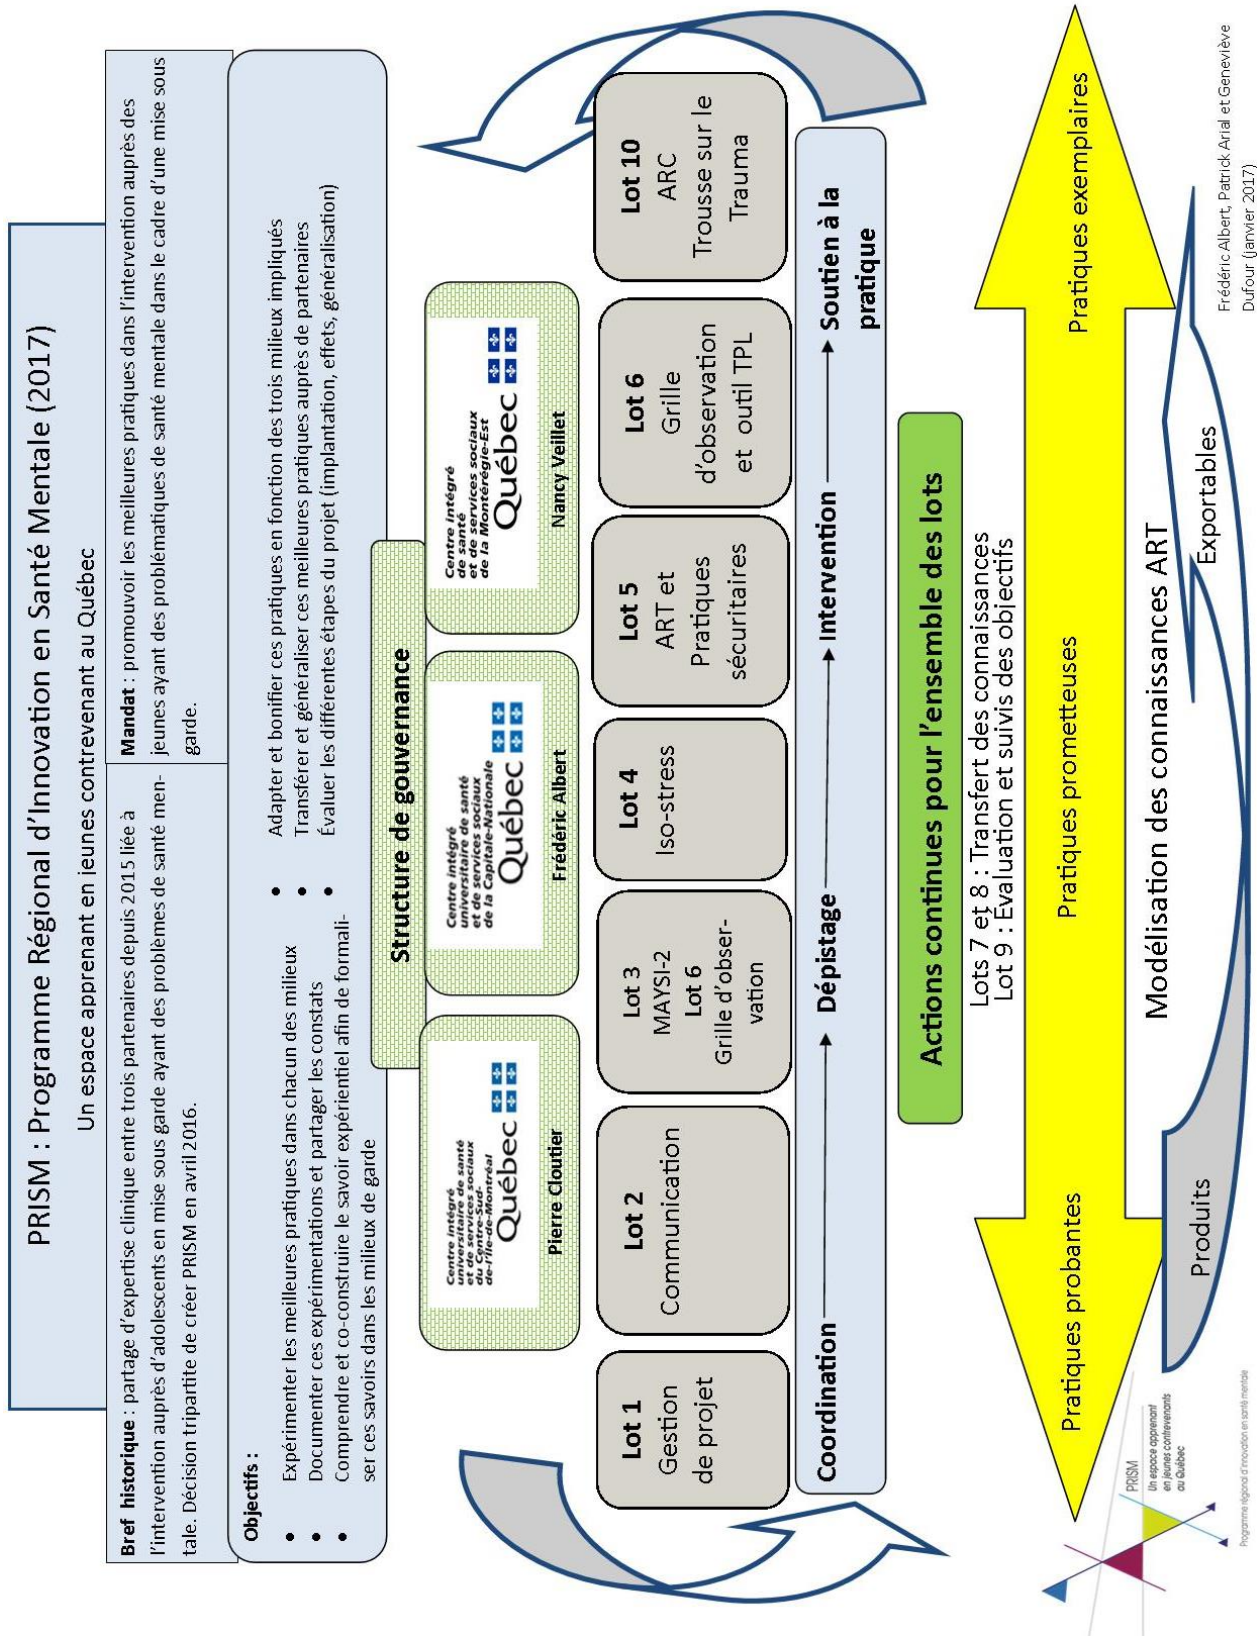 PRISM : Programme Régional d'Innovation en Santé Mentale (2017)
Un espace apprenant en jeunes contrevenant au Québec
Bref historique : partage d'expertise clinique entre trois partenaires depuis 2015 liée à
l'intervention auprès d'adolescents en mise sous garde ayant des problèmes de santé men-
tale. Décision tripartite de créer PRISM en avril 2016.
Mandat : promouvoir les meilleures pratiques dans l'intervention auprès des
jeunes ayant des problématiques de santé mentale dans le cadre d'une mise sous
garde.
Objectifs :
• Expérimenter les meilleures pratiques dans chacun des milieux
• Documenter ces expérimentations et partager les constats
• Comprendre et co-construire le savoir expérientiel afin de formali-
ser ces savoirs dans les milieux de garde
• Adapter et bonifier ces pratiques en fonction des trois milieux impliqués
• Transférer et généraliser ces meilleures pratiques auprès de partenaires
• Évaluer les différentes étapes du projet (implantation, effets, généralisation)
Structure de gouvernance
Centre intégré
universitaire de santé
et de services sociaux
du Centre-Sud-
de-l'Île-de-Montréal
Québec
Pierre Cloutier
Centre intégré
universitaire de santé
et de services sociaux
de la Capitale-Nationale
Québec
Frédéric Albert
Centre intégré
de santé
et de services sociaux
de la Montérégie-Est
Québec
Nancy Veillet
Lot 1
Gestion
de projet
Lot 2
Communication
Lot 3
MAYSI-2
Lot 6
Grille d'obser-
vation
Lot 4
Iso-stress
Lot 5
ART et
Pratiques
sécuritaires
Lot 6
Grille
d'observation
et outil TPL
Lot 10
ARC
Trousse sur le
Trauma
Coordination
Dépistage
Intervention
Soutien à la
pratique
Actions continues pour l'ensemble des lots
Lots 7 et 8 : Transfert des connaissances
Lot 9 : Évaluation et suivis des objectifs
Pratiques probantes
Pratiques prometteuses
Pratiques exemplaires
Modélisation des connaissances ART
Produits
Exportables
PRISM
Un espace apprenant
en jeunes contrevenants
au Québec
Programme régional d'innovation en santé mentale
Frédéric Albert, Patrick Arial et Geneviève
Dufour (janvier 2017)